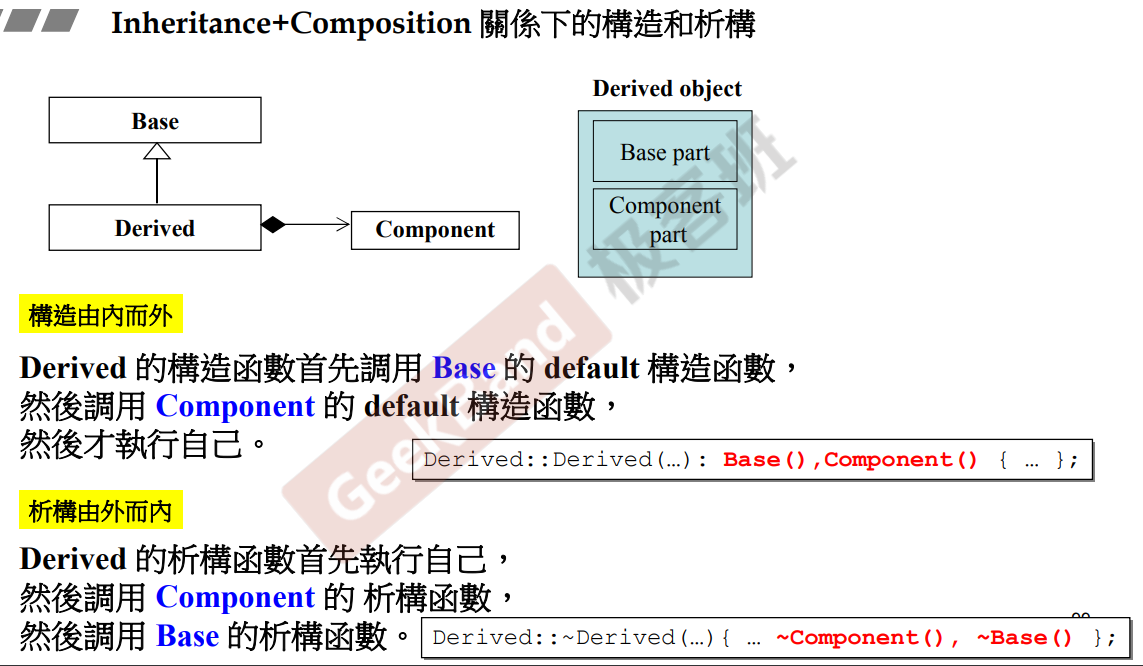 Inheritance+Composition 關係下的構造和析構
Derived object
Base
Base part
Component
part
Derived
Component
極客班
GeekBand
構造由內而外
Derived 的構造函數首先調用 Base 的 default 構造函數，
然後調用 Component 的 default 構造函數，
然後才執行自己。
Derived::Derived(…): Base(),Component() { … };
析構由外而內
Derived 的析構函數首先執行自己，
然後調用 Component 的 析構函數，
然後調用 Base 的析構函數。
Derived::~Derived(…){ … ~Component(), ~Base() };